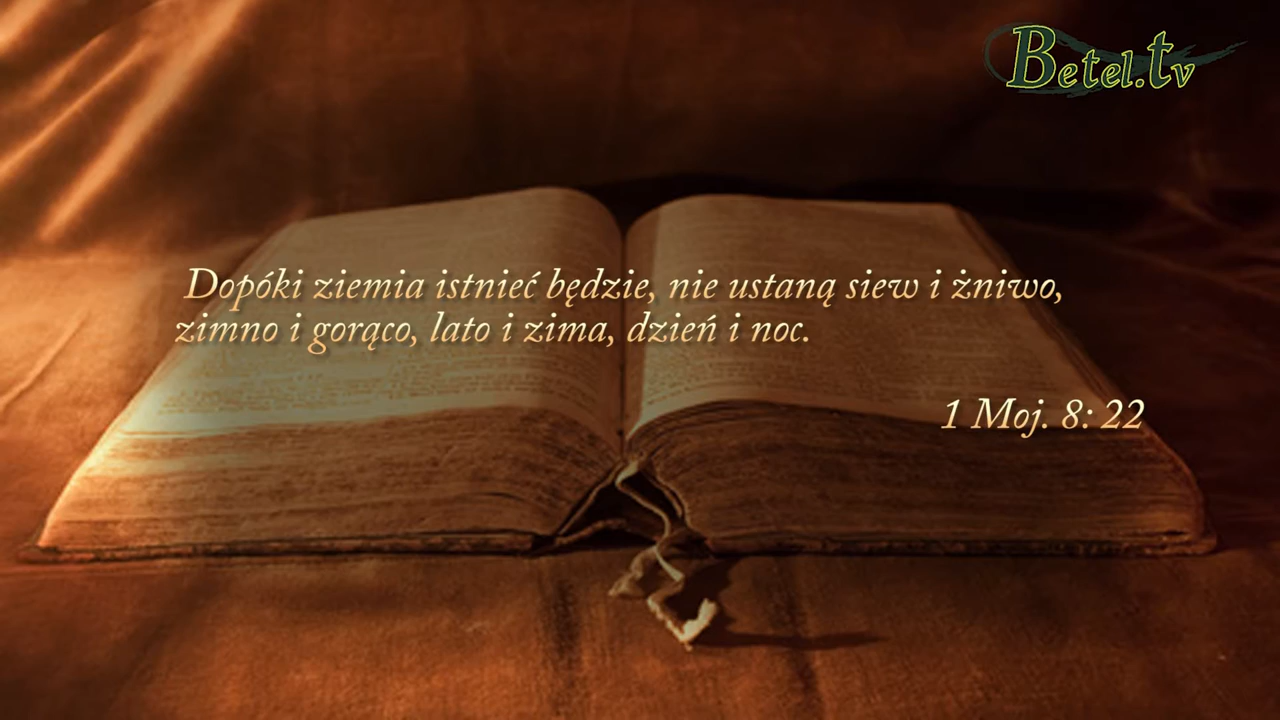 Betel.tv
Dopóki ziemia istnieć będzie, nie ustaną siew i żniwo,
zimno i gorąco, lato i zima, dzień i noc.
1 Moj. 8: 22